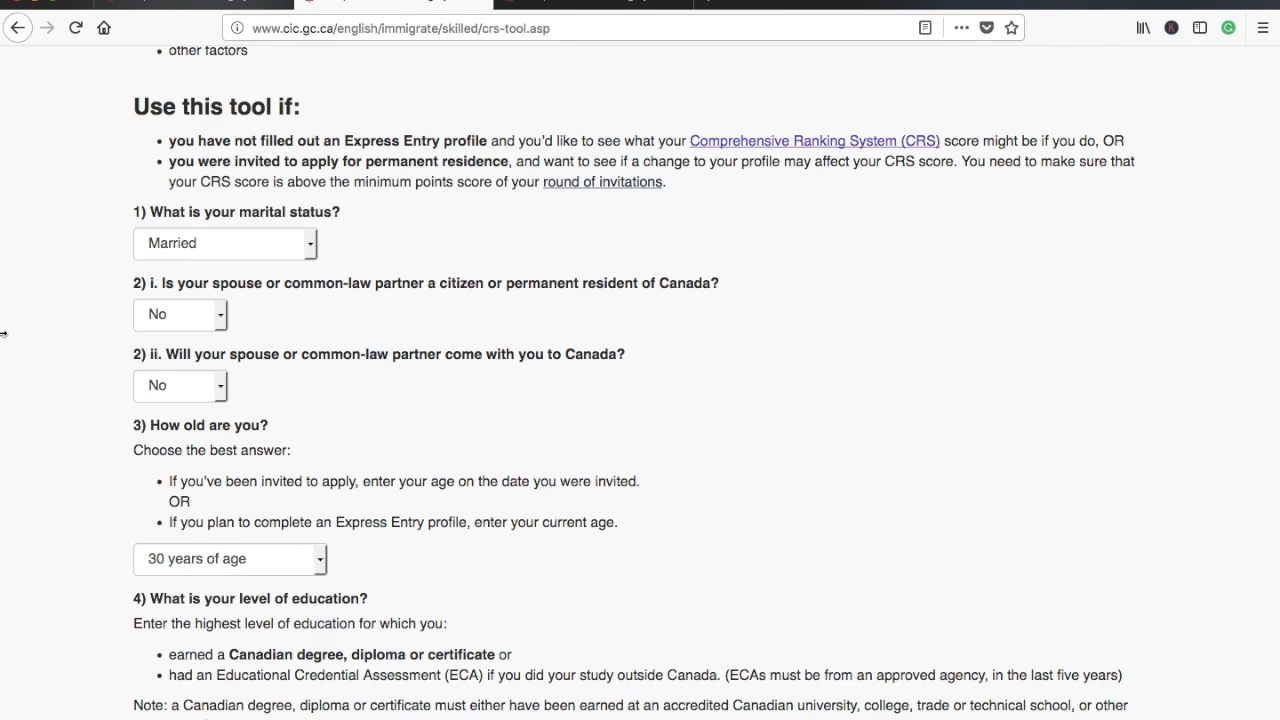 www.cic.gc.ca/english/immigrate/skilled/crs-tool.asp
• other factors
Use this tool if:
• you have not filled out an Express Entry profile and you'd like to see what your Comprehensive Ranking System (CRS) score might be if you do, OR
• you were invited to apply for permanent residence, and want to see if a change to your profile may affect your CRS score. You need to make sure that
your CRS score is above the minimum points score of your round of invitations.
1) What is your marital status?
Married
2) i. Is your spouse or common-law partner a citizen or permanent resident of Canada?
No
2) ii. Will your spouse or common-law partner come with you to Canada?
No
3) How old are you?
Choose the best answer:
• If you've been invited to apply, enter your age on the date you were invited.
OR
• If you plan to complete an Express Entry profile, enter your current age.
30 years of age
4) What is your level of education?
Enter the highest level of education for which you:
• earned a Canadian degree, diploma or certificate or
• had an Educational Credential Assessment (ECA) if you did your study outside Canada. (ECAs must be from an approved agency, in the last five years)
Note: a Canadian degree, diploma or certificate must either have been earned at an accredited Canadian university, college, trade or technical school, or other